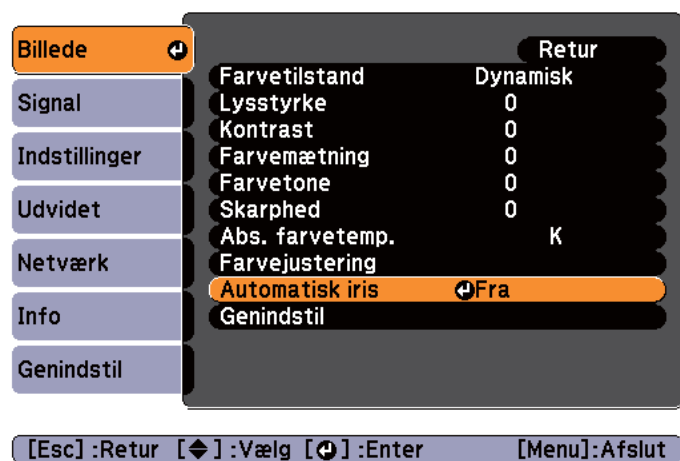 Billede
Signal
Indstillinger
Udvidet
Netværk
Info
Genindstil
Retur
Farvetilstand Dynamisk
Lysstyrke 0
Kontrast 0
Farvemætning 0
Farvetone 0
Skarphed 0
Abs. farvetemp. K
Farvejustering
Automatisk iris Fra
Genindstil
[Esc] :Retur [ ] :Vælg [ ] :Enter [Menu]:Afslut